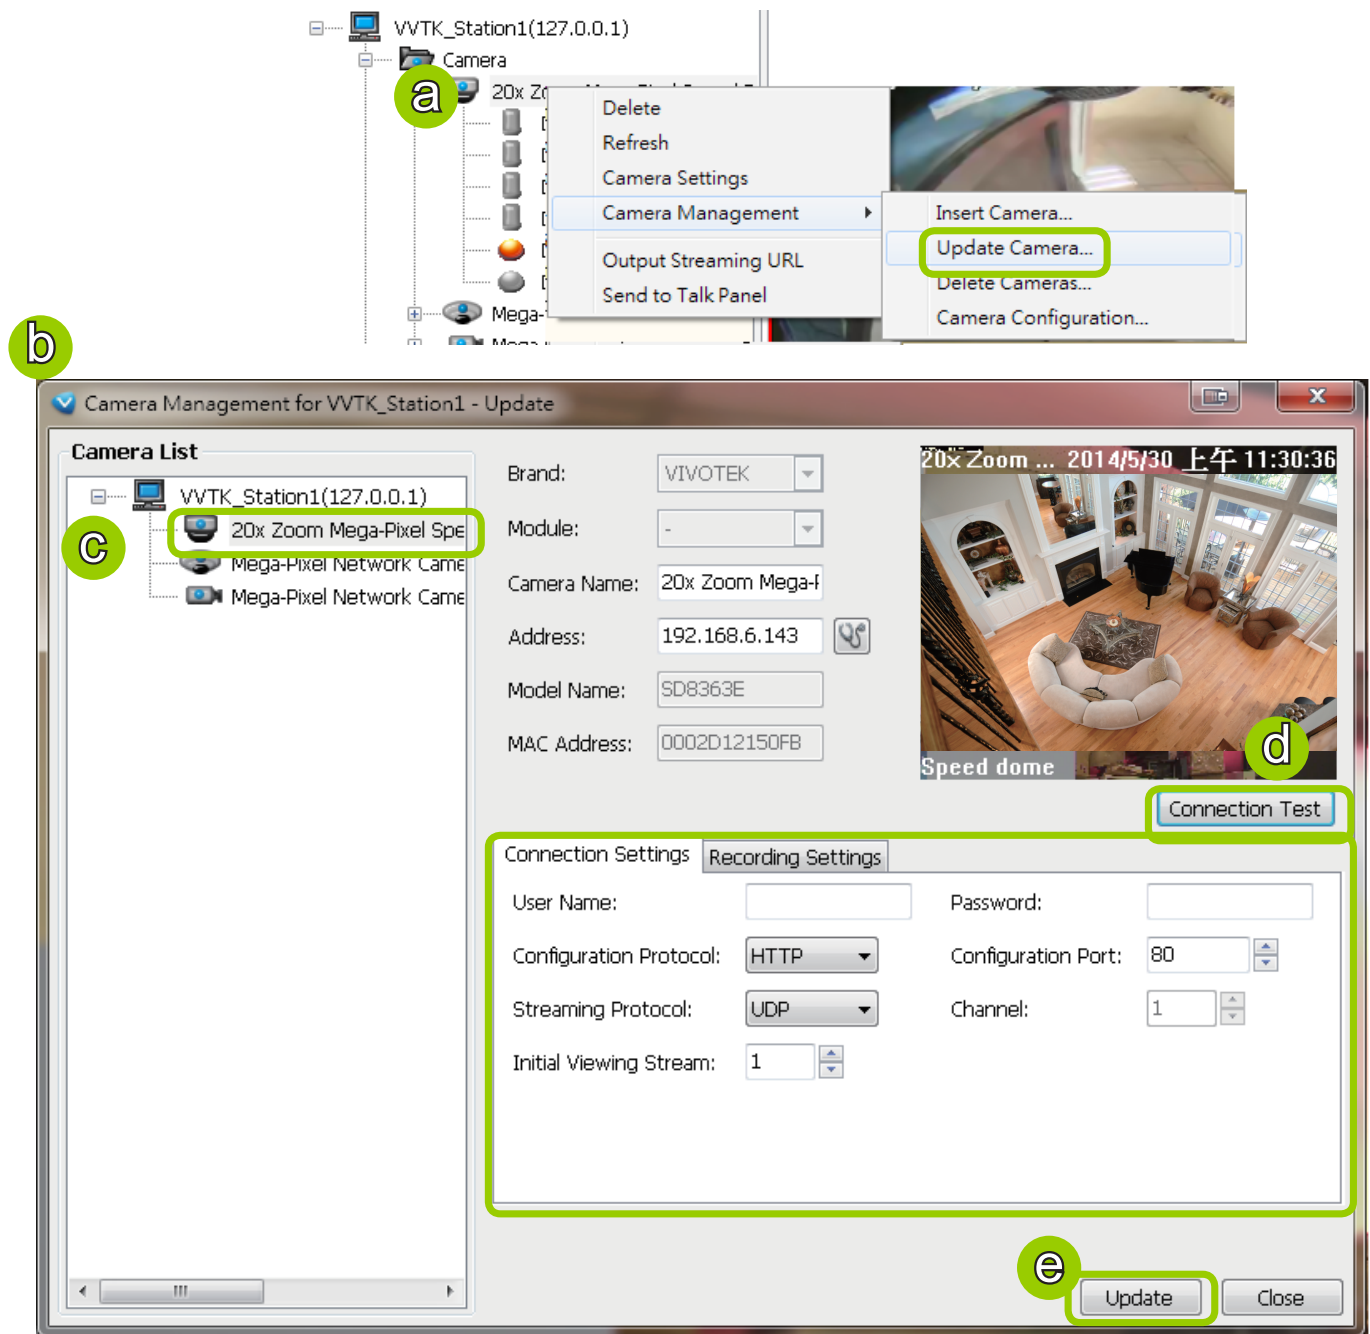 VVTK_Station1(127.0.0.1)
Camera
a
20x
Delete
Refresh
Camera Settings
Camera Management
Output Streaming URL
Send to Talk Panel
Insert Camera...
Update Camera...
Delete Cameras...
Camera Configuration...
Mega-
b
Camera Management for VVTK_Station1 - Update
Camera List
VVTK_Station1(127.0.0.1)
c
20x Zoom Mega-Pixel Spe
Mega-Pixel Network Came
Mega-Pixel Network Came
Brand: VIVOTEK
Module: -
Camera Name: 20x Zoom Mega-
Address: 192.168.6.143
Model Name: SD8363E
MAC Address: 0002D12150FB
20x Zoom ... 2014/5/30 上午 11:30:36
Speed dome
d
Connection Test
Connection Settings Recording Settings
User Name: Password:
Configuration Protocol: HTTP Configuration Port: 80
Streaming Protocol: UDP Channel: 1
Initial Viewing Stream: 1
e
Update Close